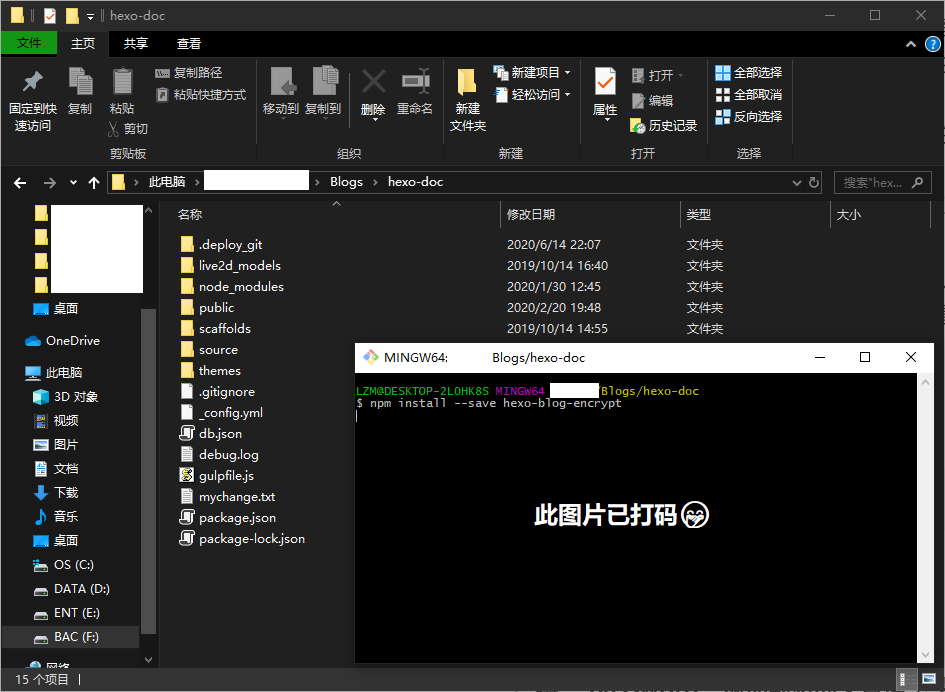 hexo-doc
文件 主页 共享 查看
固定到快速访问
复制
粘贴
复制路径
粘贴快捷方式
剪切
剪贴板
移动到
复制到
删除
重命名
组织
新建文件夹
新建项目
轻松访问
新建
属性
打开
编辑
历史记录
打开
全部选择
全部取消
反向选择
选择
此电脑 › › Blogs › hexo-doc
搜索"hex...
桌面
OneDrive
此电脑
3D 对象
视频
图片
文档
下载
音乐
桌面
OS (C:)
DATA (D:)
ENT (E:)
BAC (F:)
网络
名称 修改日期 类型 大小
.deploy_git 2020/6/14 22:07 文件夹
live2d_models 2019/10/14 16:40 文件夹
node_modules 2020/1/30 12:45 文件夹
public 2020/2/20 19:48 文件夹
scaffolds 2019/10/14 14:55 文件夹
source
themes
.gitignore
_config.yml
db.json
debug.log
gulpfile.js
mychange.txt
package.json
package-lock.json
MINGW64: Blogs/hexo-doc
LZM@DESKTOP-2LOHK8S MINGW64 /Blogs/hexo-doc
$ npm install --save hexo-blog-encrypt
此图片已打码🤭
15 个项目